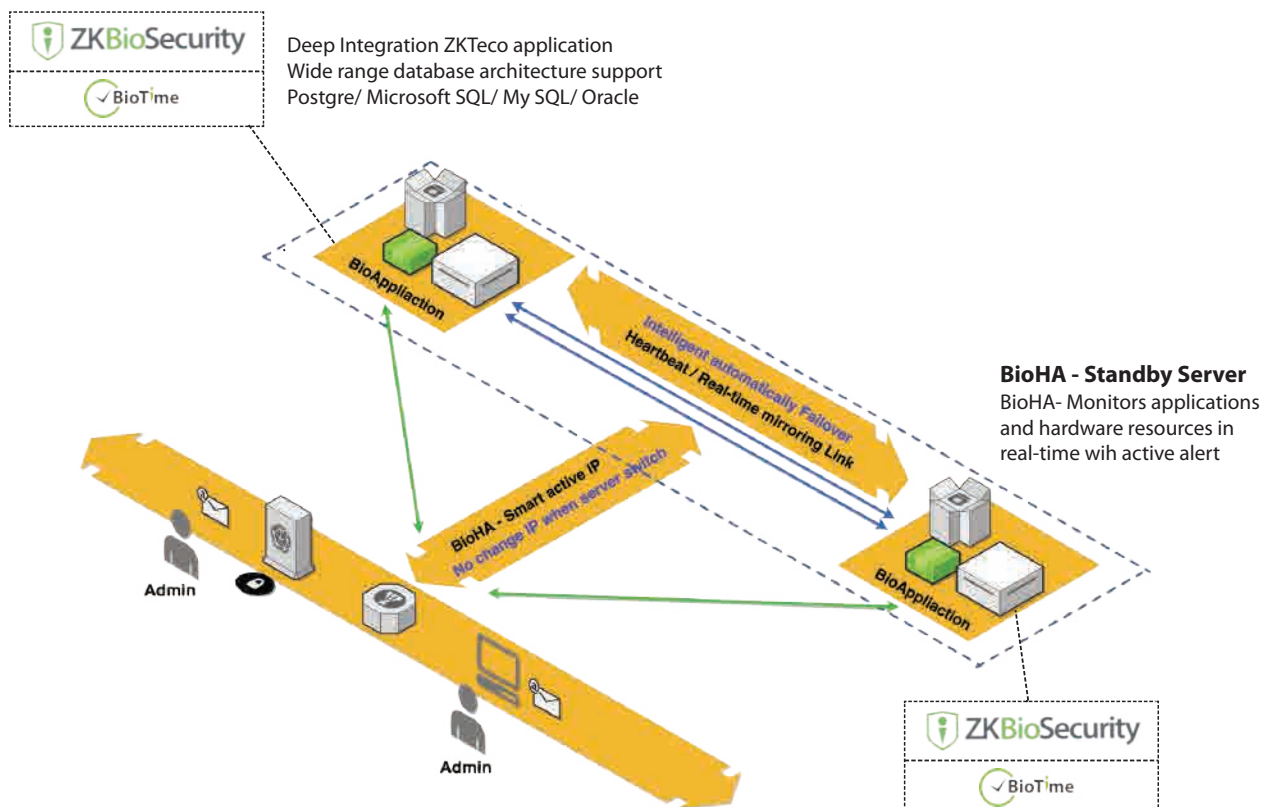 ZKBioSecurity
BioTime
Deep Integration ZKTeco application
Wide range database architecture support
Postgre/ Microsoft SQL/ My SQL/ Oracle
BioAppliaction
Intelligent automatically Failover
Heartbeat / Real-time mirroring Link
BioHA - Standby Server
BioHA- Monitors applications
and hardware resources in
real-time wih active alert
BioHA - Smart active IP
No change IP when server switch
BioAppliaction
Admin
Admin
ZKBioSecurity
BioTime